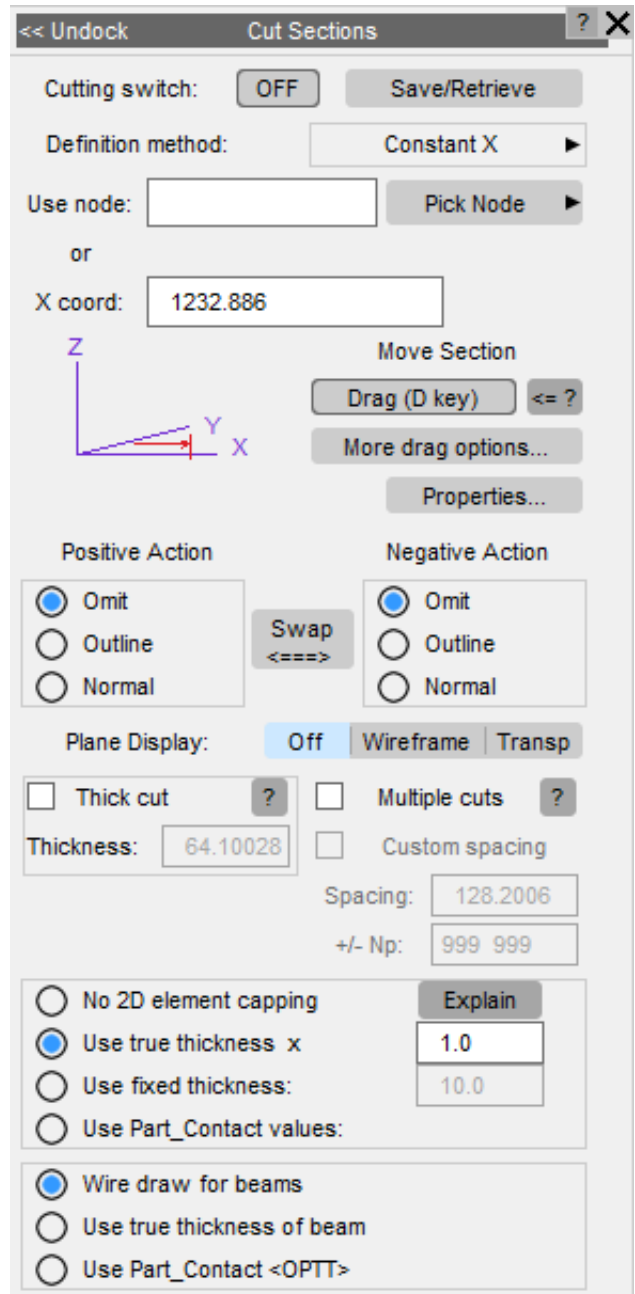 << Undock Cut Sections ? X
Cutting switch: OFF Save/Retrieve
Definition method: Constant X
Use node: Pick Node
or
X coord: 1232.886
Z
Y
X
Move Section
Drag (D key) <= ?
More drag options...
Properties...
Positive Action Negative Action
Omit Omit
Outline Swap Outline
<===>
Normal Normal
Plane Display: Off Wireframe Transp
Thick cut ? Multiple cuts ?
Thickness: 64.10028 Custom spacing
Spacing: 128.2006
+/- Np: 999 999
No 2D element capping Explain
Use true thickness x 1.0
Use fixed thickness: 10.0
Use Part_Contact values:
Wire draw for beams
Use true thickness of beam
Use Part_Contact <OPTT>